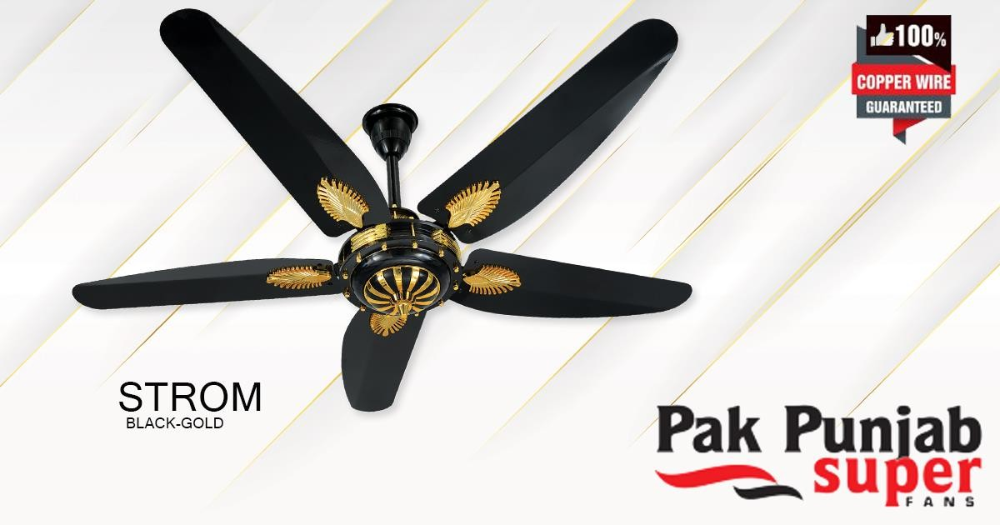 100%
COPPER WIRE
GUARANTEED
STROM
BLACK-GOLD
Pak Punjab
super
FANS